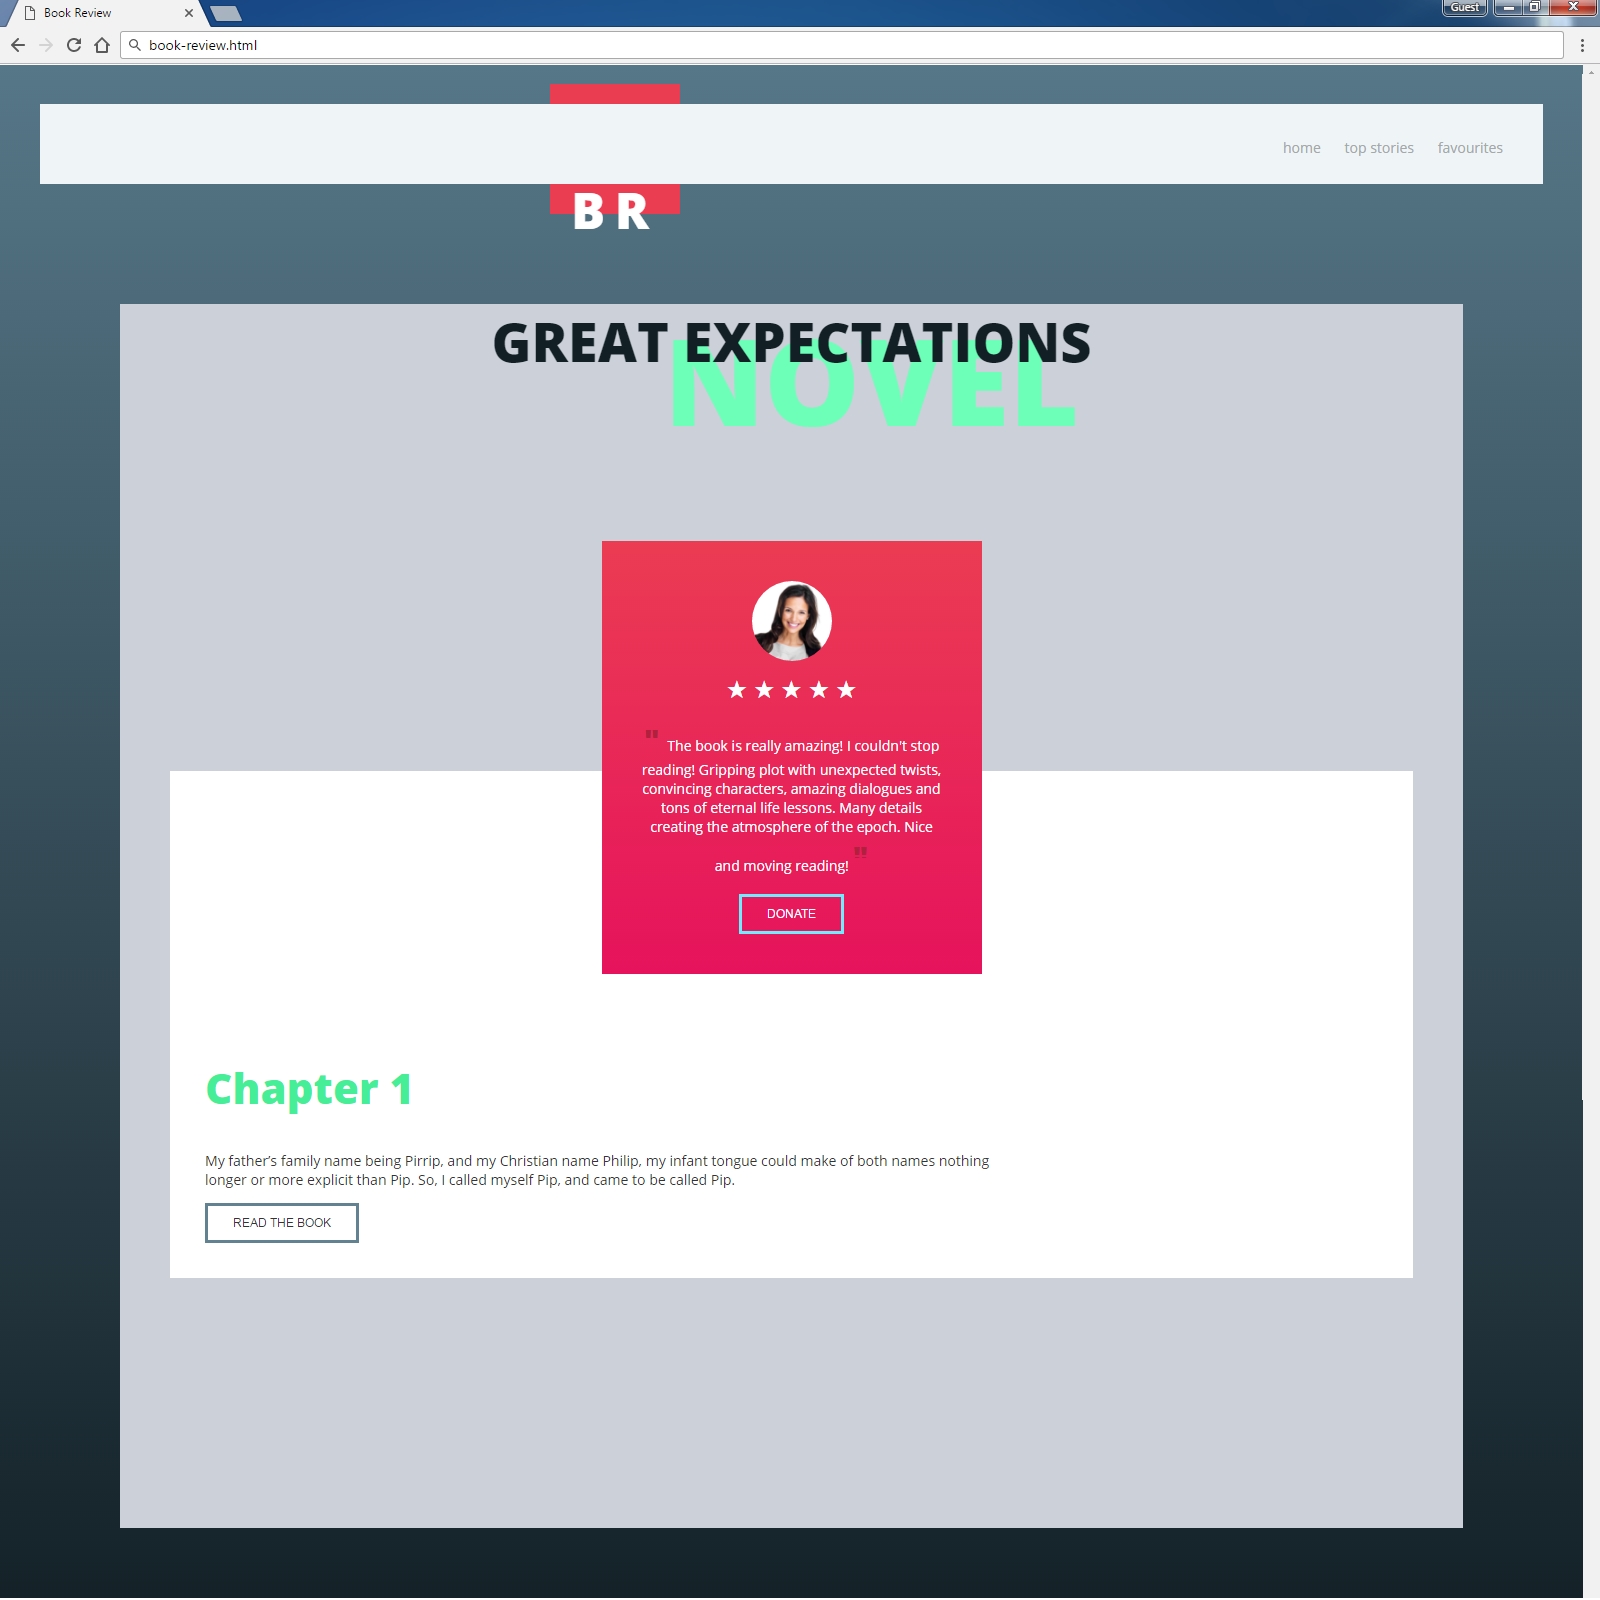 Book Review
Guest
book-review.html
home top stories favourites
B R
GREAT EXPECTATIONS
NOVEL
★ ★ ★ ★ ★
" The book is really amazing! I couldn't stop
reading! Gripping plot with unexpected twists,
convincing characters, amazing dialogues and
tons of eternal life lessons. Many details
creating the atmosphere of the epoch. Nice
and moving reading! "
DONATE
Chapter 1
My father’s family name being Pirrip, and my Christian name Philip, my infant tongue could make of both names nothing
longer or more explicit than Pip. So, I called myself Pip, and came to be called Pip.
READ THE BOOK